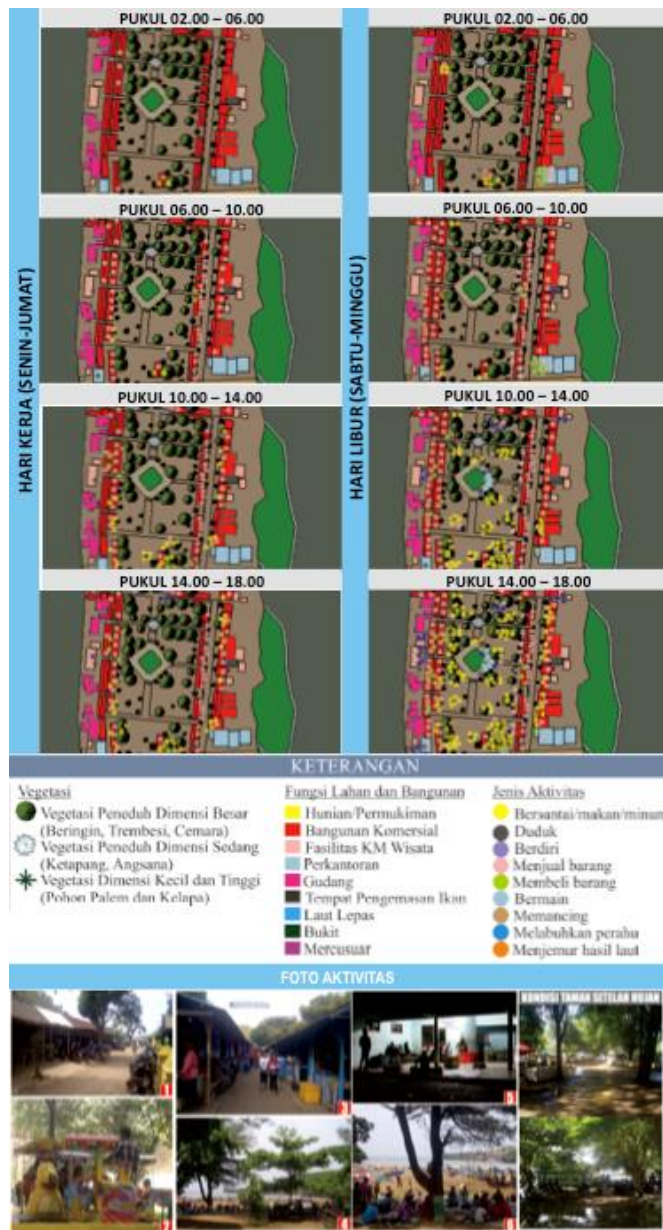 PUKUL 02.00 – 06.00
PUKUL 02.00 – 06.00
PUKUL 06.00 – 10.00
PUKUL 06.00 – 10.00
PUKUL 10.00 – 14.00
PUKUL 10.00 – 14.00
PUKUL 14.00 – 18.00
PUKUL 14.00 – 18.00
HARI KERJA (SENIN-JUMAT)
HARI LIBUR (SABTU-MINGGU)
KETERANGAN
Vegetasi
Vegetasi Peneduh Dimensi Besar
(Beringin, Trembesi, Cemara)
Vegetasi Peneduh Dimensi Sedang
(Ketapang, Angsana)
Vegetasi Dimensi Kecil dan Tinggi
(Pohon Palem dan Kelapa)
Fungsi Lahan dan Bangunan
Hunian/Permukiman
Bangunan Komersial
Fasilitas KM Wisata
Perkantoran
Gudang
Tempat Pengemasan Ikan
Laut Lepas
Bukit
Mercusuar
Jenis Aktivitas
Bersantai/makan/minum
Duduk
Berdiri
Menjual barang
Membeli barang
Bermain
Memancing
Melabuhkan perahu
Menjemur hasil laut
FOTO AKTIVITAS
KONDISI TAMAN SETELAH HUJAN
1
2
3
4
5